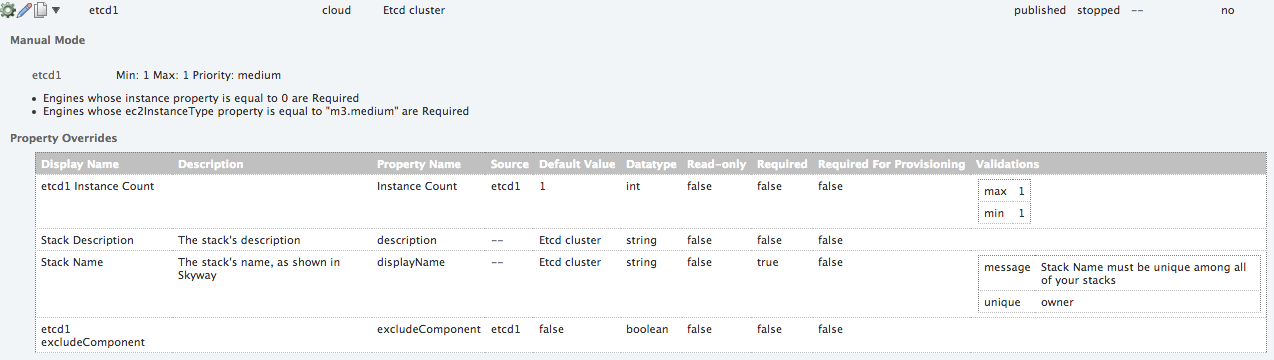 etcd1 cloud Etcd cluster published stopped -- no
Manual Mode
etcd1 Min: 1 Max: 1 Priority: medium
• Engines whose instance property is equal to 0 are Required
• Engines whose ec2InstanceType property is equal to "m3.medium" are Required
Property Overrides
Display Name Description Property Name Source Default Value Datatype Read-only Required Required For Provisioning Validations
etcd1 Instance Count Instance Count etcd1 1 int false false false
max 1
min 1
Stack Description The stack's description description -- Etcd cluster string false false false
Stack Name The stack's name, as shown in Skyway displayName -- Etcd cluster string false true false
message Stack Name must be unique among all
of your stacks
unique owner
etcd1 excludeComponent etcd1 false boolean false false false
excludeComponent